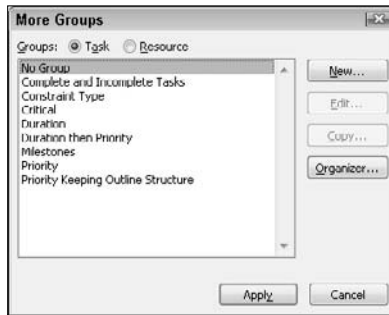 More Groups
Groups: Task Resource
No Group
Complete and Incomplete Tasks
Constraint Type
Critical
Duration
Duration then Priority
Milestones
Priority
Priority Keeping Outline Structure
New...
Edit...
Copy...
Organizer...
Apply Cancel